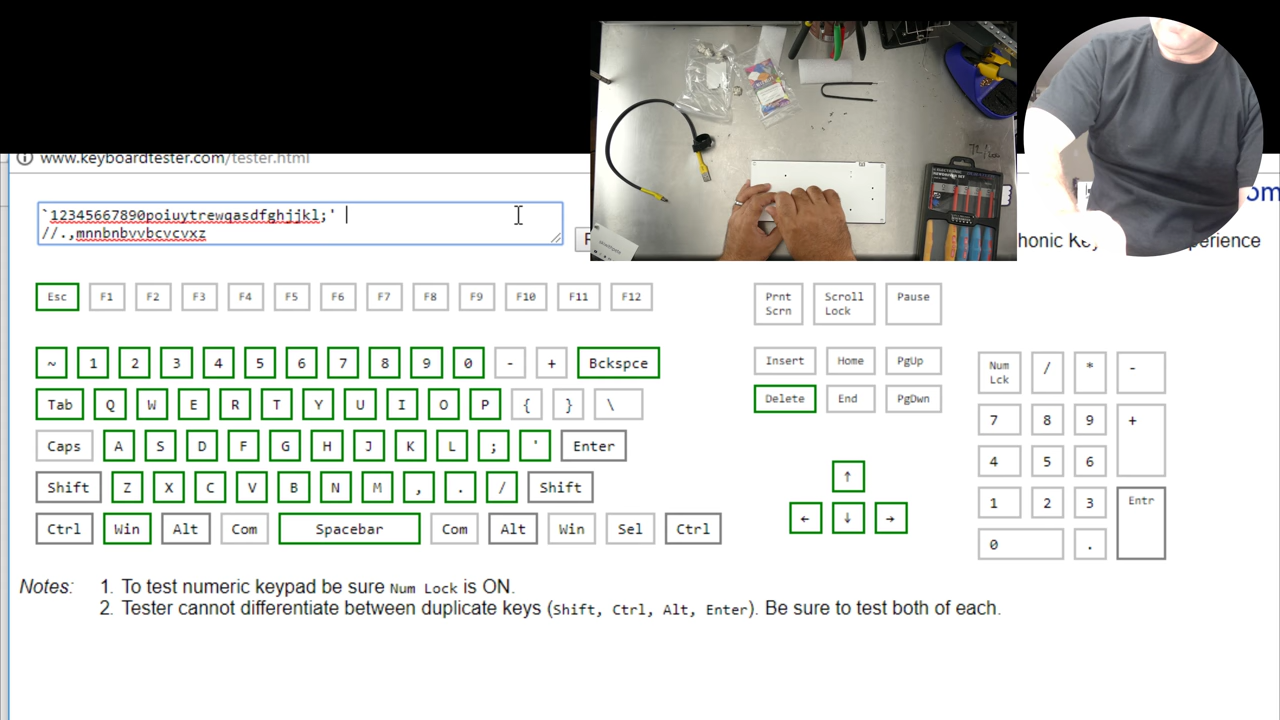 www.keyboardtester.com/tester.html
`12345667890poiuytrewqasdfghjjkl;'
//.,mnnbnbvvbcvcvxz
honic Key
xperience
om
72/100
Esc F1 F2 F3 F4 F5 F6 F7 F8 F9 F10 F11 F12
Prnt Scrn Scroll Lock Pause
~ 1 2 3 4 5 6 7 8 9 0 - + Bckspce
Insert Home PgUp
Num Lck / * -
Tab Q W E R T Y U I O P { } \
Delete End PgDwn
7 8 9 +
Caps A S D F G H J K L ; ' Enter
4 5 6
Shift Z X C V B N M , . / Shift
↑
1 2 3 Entr
Ctrl Win Alt Com Spacebar Com Alt Win Sel Ctrl
← ↓ →
0 .
Notes: 1. To test numeric keypad be sure Num Lock is ON.
2. Tester cannot differentiate between duplicate keys (Shift, Ctrl, Alt, Enter). Be sure to test both of each.